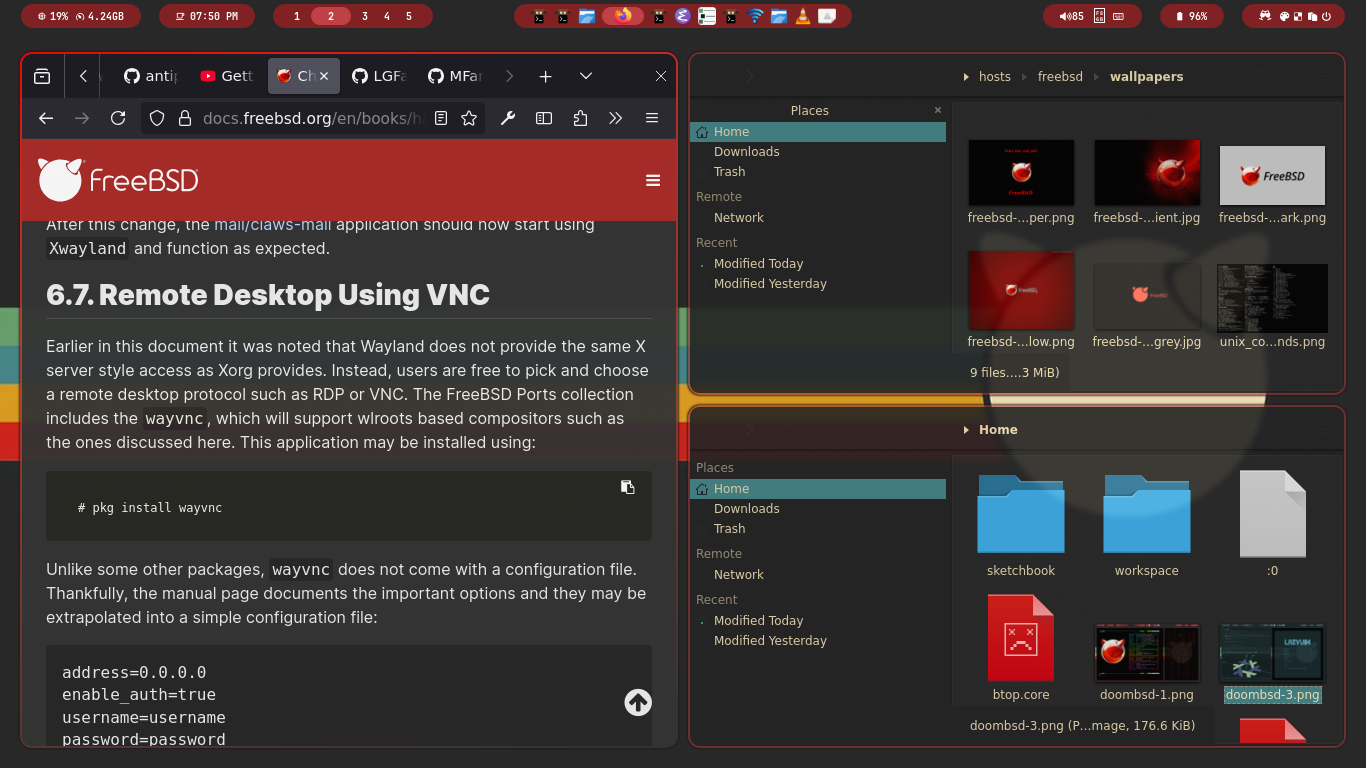 19% 4.24GB
07:50 PM
1 2 3 4 5
85
96%
antip
Gett
Ch
LGFa
MFar
docs.freebsd.org/en/books/h
FreeBSD
After this change, the mail/claws-mail application should now start using
Xwayland and function as expected.
6.7. Remote Desktop Using VNC
Earlier in this document it was noted that Wayland does not provide the same X
server style access as Xorg provides. Instead, users are free to pick and choose
a remote desktop protocol such as RDP or VNC. The FreeBSD Ports collection
includes the wayvnc, which will support wlroots based compositors such as
the ones discussed here. This application may be installed using:
# pkg install wayvnc
Unlike some other packages, wayvnc does not come with a configuration file.
Thankfully, the manual page documents the important options and they may be
extrapolated into a simple configuration file:
address=0.0.0.0
enable_auth=true
username=username
password=password
hosts freebsd wallpapers
Places
Home
Downloads
Trash
Remote
Network
Recent
Modified Today
Modified Yesterday
FreeBSD
freebsd-...per.png freebsd-...ient.jpg freebsd-...ark.png
freebsd-...low.png freebsd-...grey.jpg unix_co...nds.png
9 files....3 MiB)
Home
Places
Home
Downloads
Trash
Remote
Network
Recent
Modified Today
Modified Yesterday
sketchbook workspace :0
btop.core doombsd-1.png doombsd-3.png
doombsd-3.png (P...mage, 176.6 KiB)